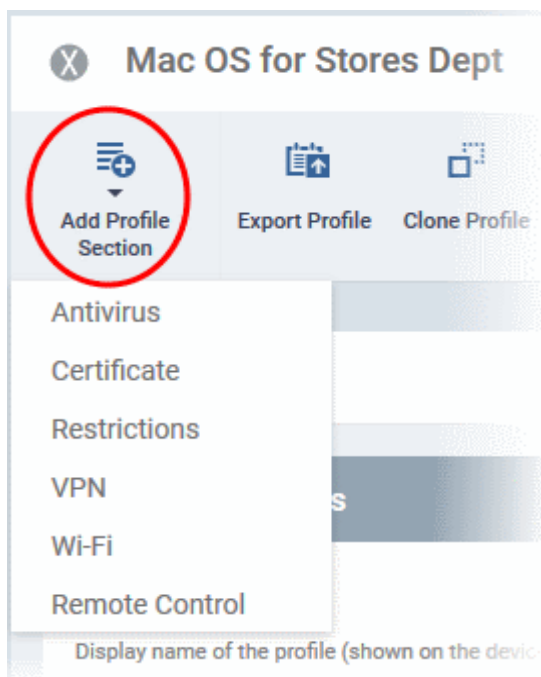 X
Mac OS for Stores Dept
Add Profile
Section
Export Profile
Clone Profile
Antivirus
Certificate
Restrictions
VPN
s
Wi-Fi
Remote Control
Display name of the profile (shown on the devic